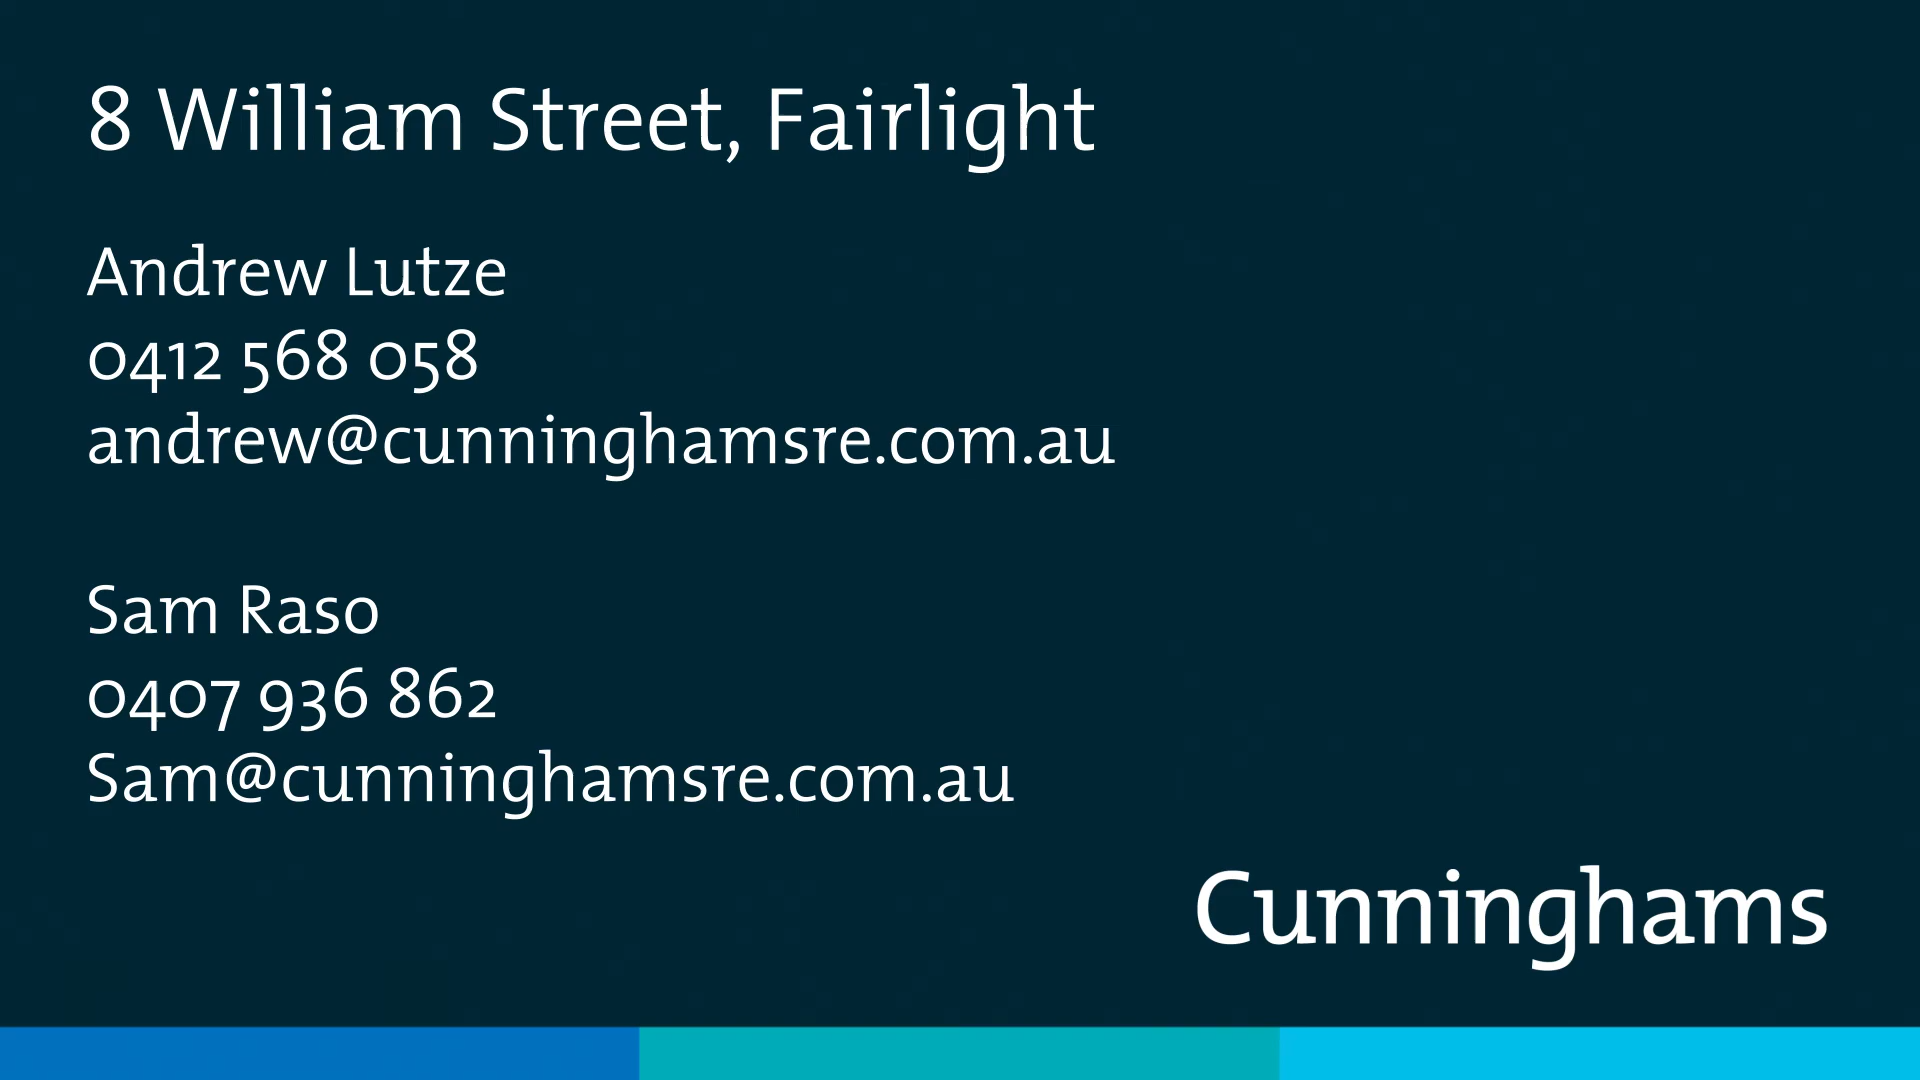 8 William Street, Fairlight
Andrew Lutze
0412 568 058
andrew@cunninghamsre.com.au
Sam Raso
0407 936 862
Sam@cunninghamsre.com.au
Cunninghams